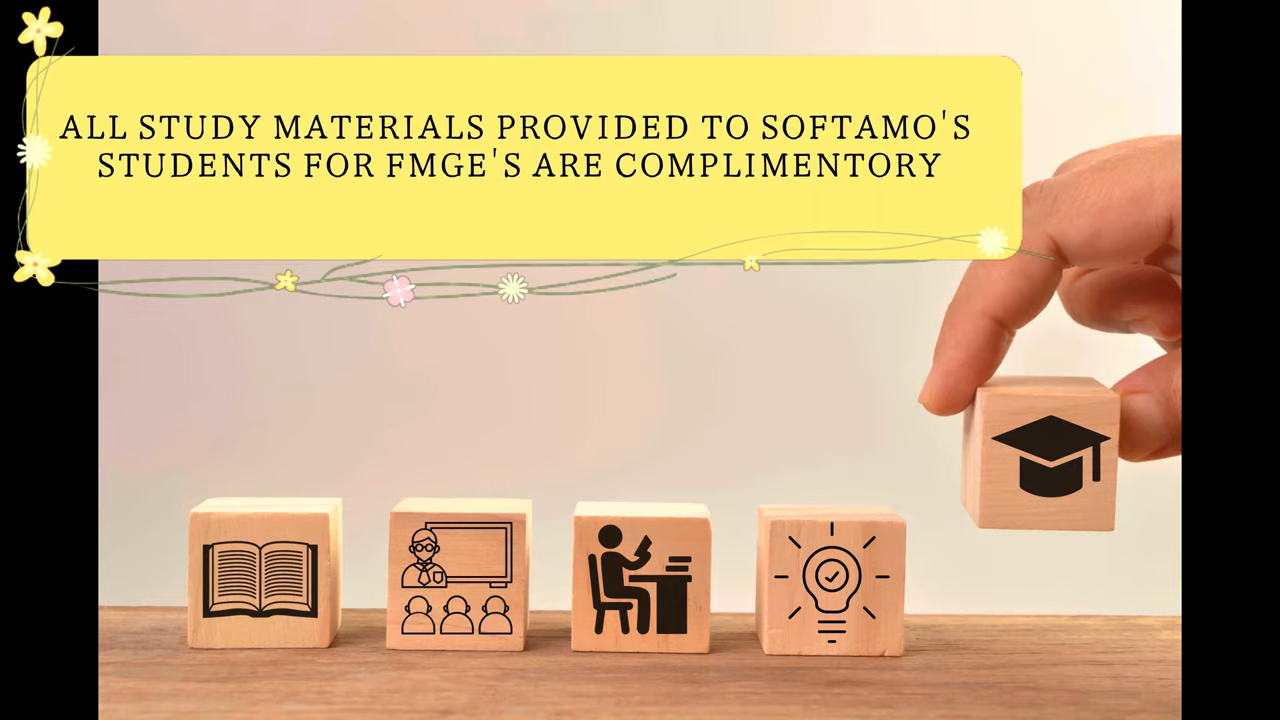 ALL STUDY MATERIALS PROVIDED TO SOFTAMO'S
STUDENTS FOR FMGE'S ARE COMPLIMENTORY